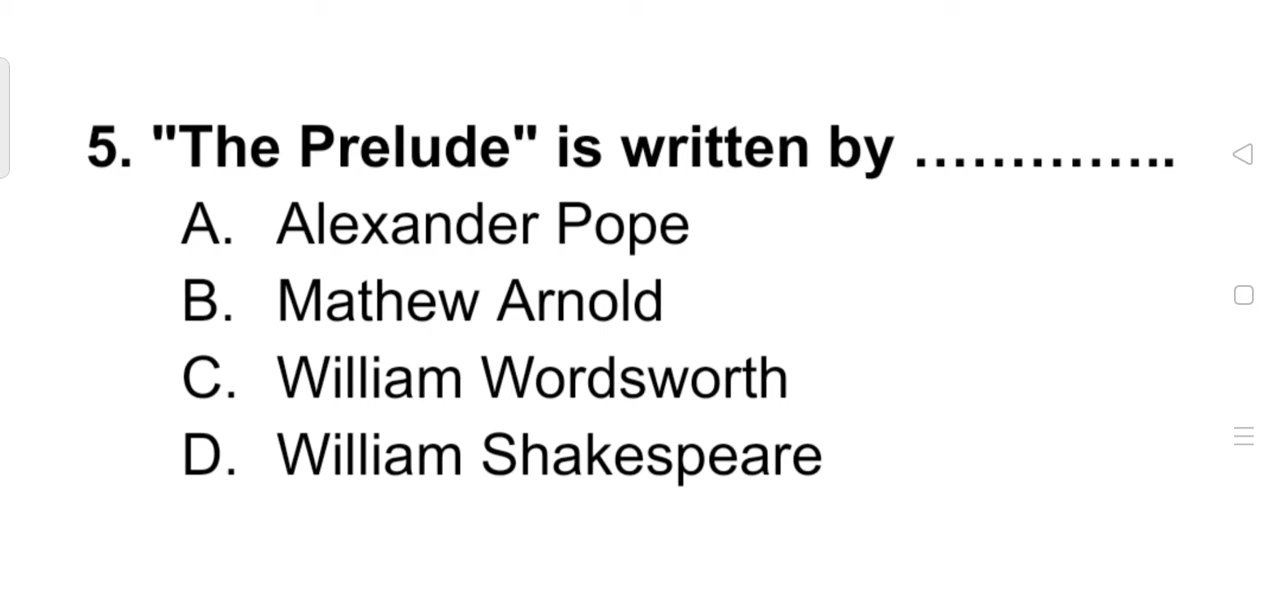 5. "The Prelude" is written by …………..
A. Alexander Pope
B. Mathew Arnold
C. William Wordsworth
D. William Shakespeare